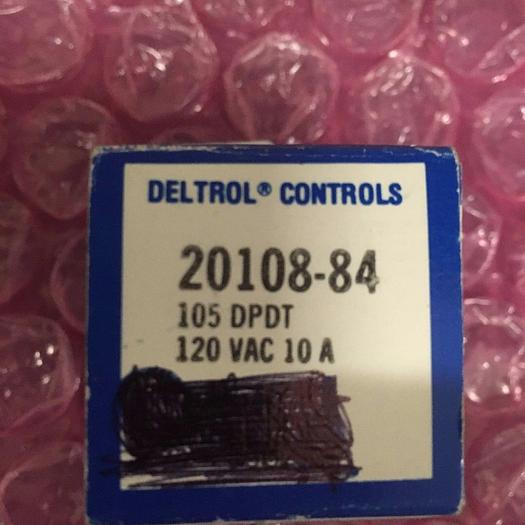 DELTROL® CONTROLS
20108-84
105 DPDT
120 VAC 10 A